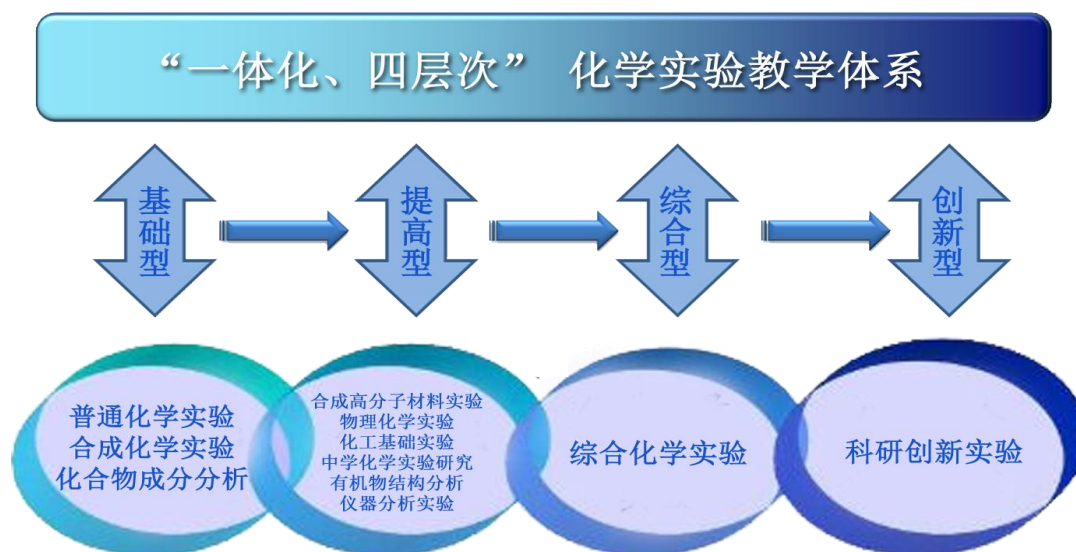 “一体化、四层次” 化学实验教学体系
基础型
提高型
综合型
创新型
普通化学实验
合成化学实验
化合物成分分析
合成高分子材料实验
物理化学实验
化工基础实验
中学化学实验研究
有机物结构分析
仪器分析实验
综合化学实验
科研创新实验